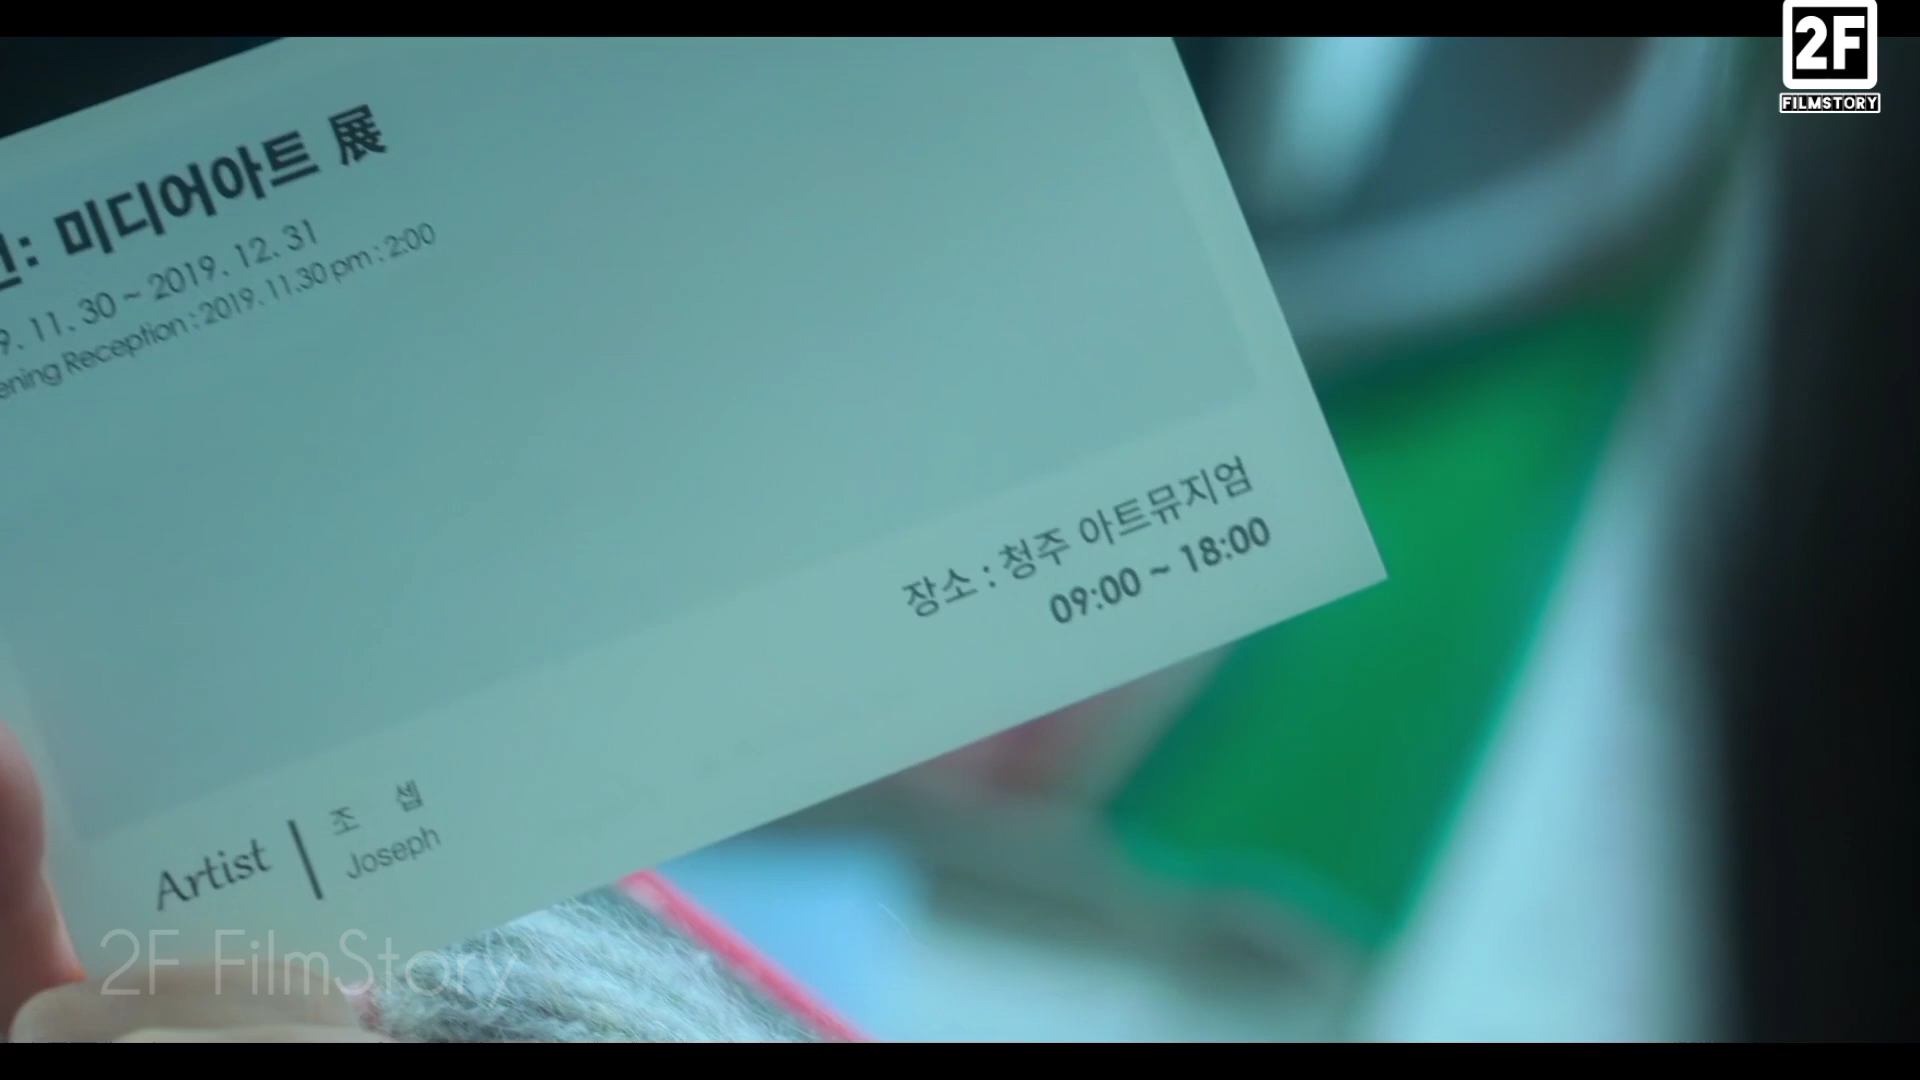 2F
FILMSTORY
: 미디어아트 展
9. 11. 30 ~ 2019. 12. 31
ening Reception : 2019. 11.30 pm : 2:00
장소 : 청주 아트뮤지엄
09:00 ~ 18:00
Artist | 조 셉
Joseph
2F FilmStory